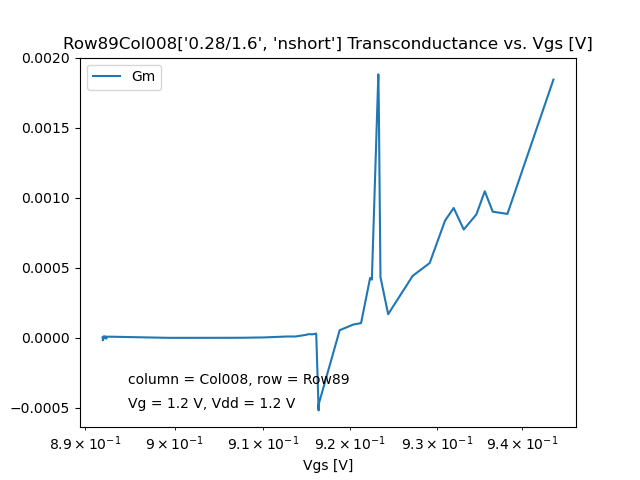 Row89Col008['0.28/1.6', 'nshort'] Transconductance vs. Vgs [V]
Gm
0.0020
0.0015
0.0010
0.0005
0.0000
−0.0005
column = Col008, row = Row89
Vg = 1.2 V, Vdd = 1.2 V
8.9 × 10⁻¹ 9 × 10⁻¹ 9.1 × 10⁻¹ 9.2 × 10⁻¹ 9.3 × 10⁻¹ 9.4 × 10⁻¹
Vgs [V]